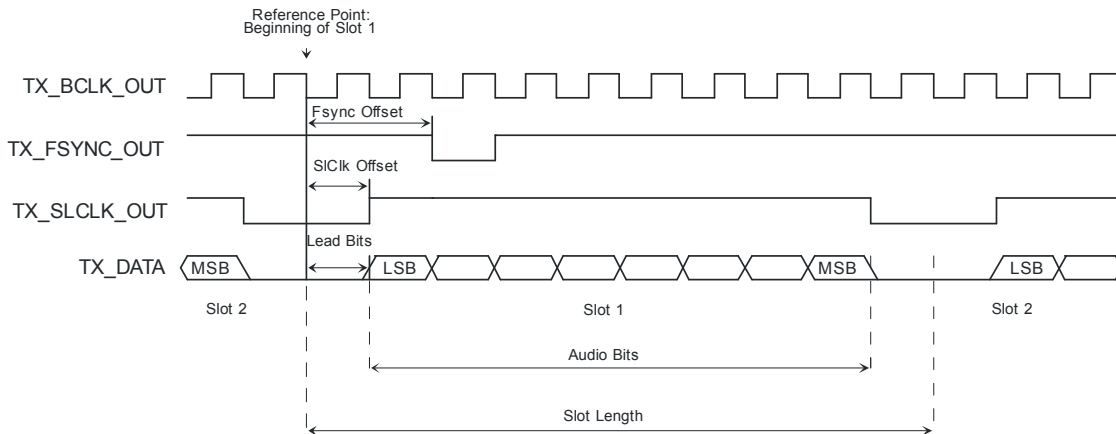 Reference Point:
Beginning of Slot 1
TX_BCLK_OUT
Fsync Offset
TX_FSYNC_OUT
SlClk Offset
TX_SLCLK_OUT
Lead Bits
TX_DATA
MSB
LSB
MSB
LSB
Slot 2
Slot 1
Slot 2
Audio Bits
Slot Length